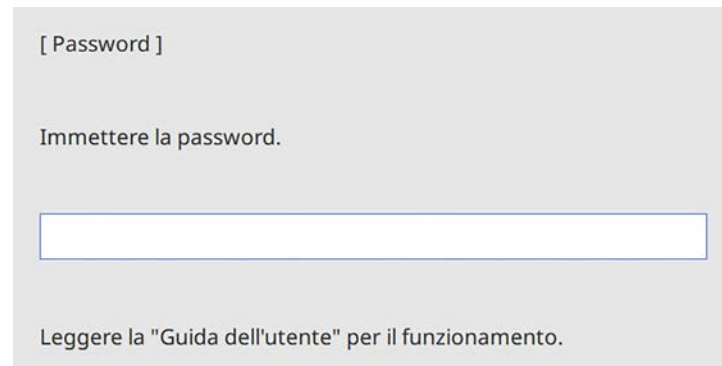 [ Password ]
Immettere la password.
Leggere la "Guida dell'utente" per il funzionamento.